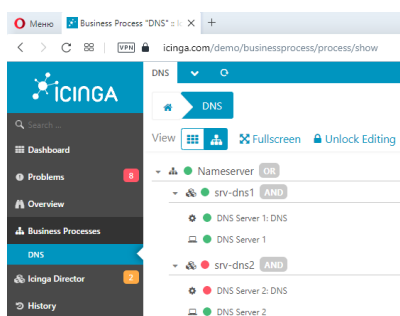 Меню
Business Process "DNS" :: Ic
VPN
icinga.com/demo/businessprocess/process/show
icinga
DNS
DNS
Search ...
View
Fullscreen
Unlock Editing
Dashboard
Problems
8
Overview
Business Processes
DNS
Icinga Director
2
History
Nameserver OR
srv-dns1 AND
DNS Server 1: DNS
DNS Server 1
srv-dns2 AND
DNS Server 2: DNS
DNS Server 2